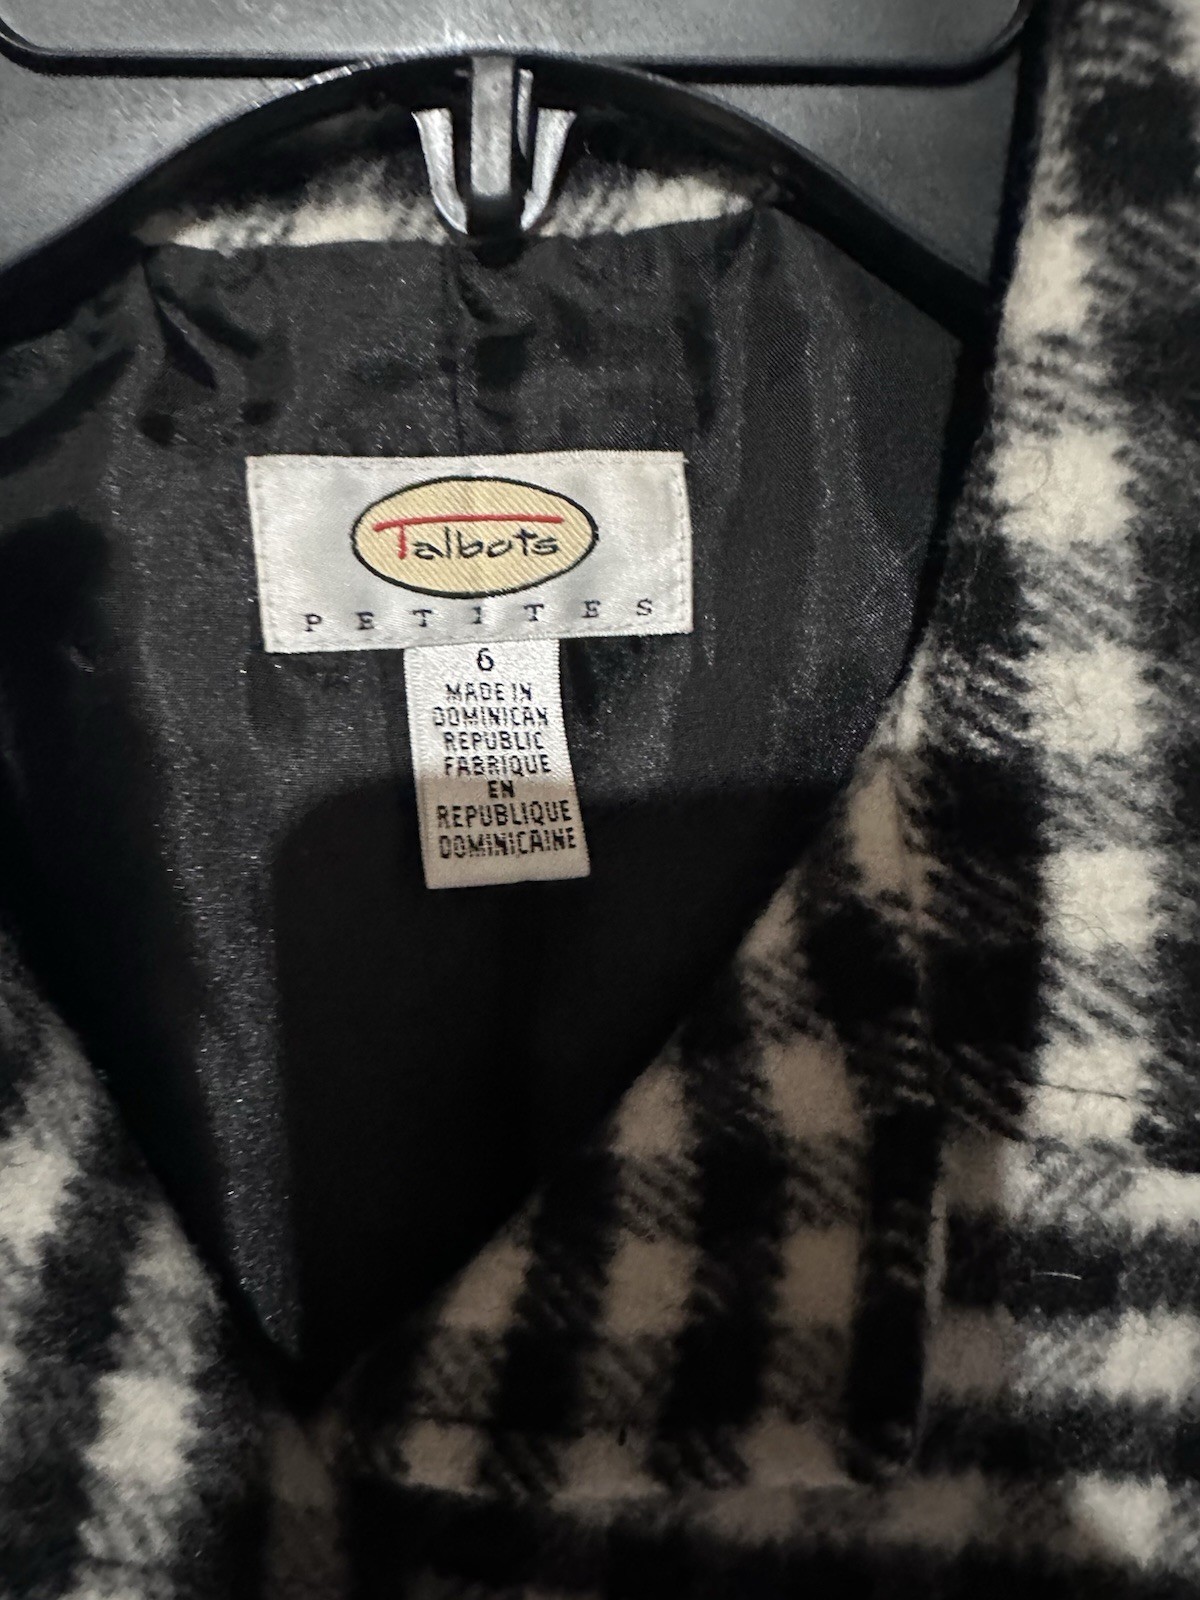 Talbots
PETITES
6
MADE IN
DOMINICAN
REPUBLIC
FABRIQUE
EN
REPUBLIQUE
DOMINICAINE